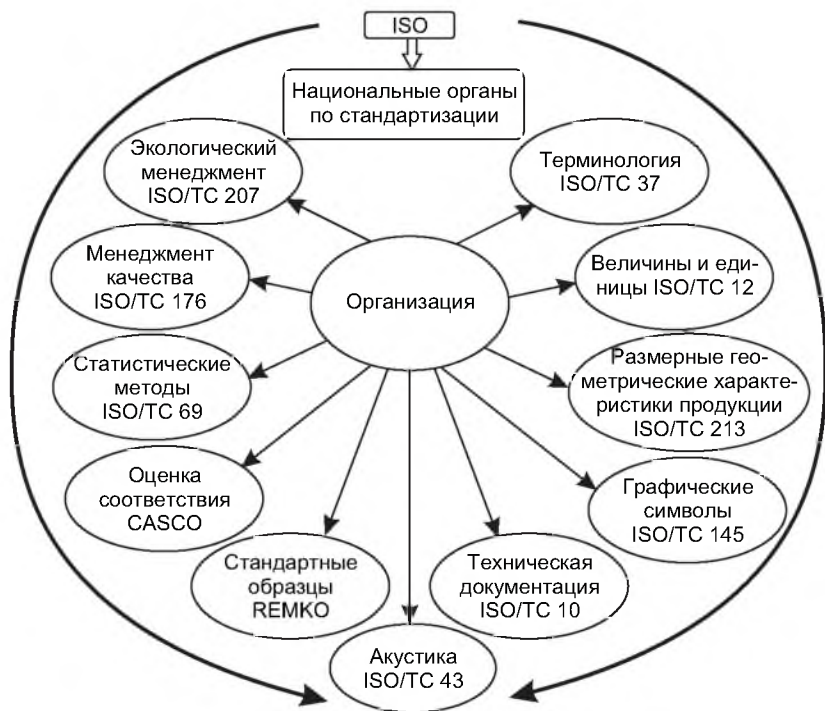 ISO
Национальные органы
по стандартизации
Экологический
менеджмент
ISO/TC 207
Терминология
ISO/TC 37
Менеджмент
качества
ISO/TC 176
Организация
Величины и еди-
ницы ISO/TC 12
Статистические
методы
ISO/TC 69
Размерные гео-
метрические характе-
ристики продукции
ISO/TC 213
Оценка
соответствия
CASCO
Графические
символы
ISO/TC 145
Стандартные
образцы
REMKO
Техническая
документация
ISO/TC 10
Акустика
ISO/TC 43